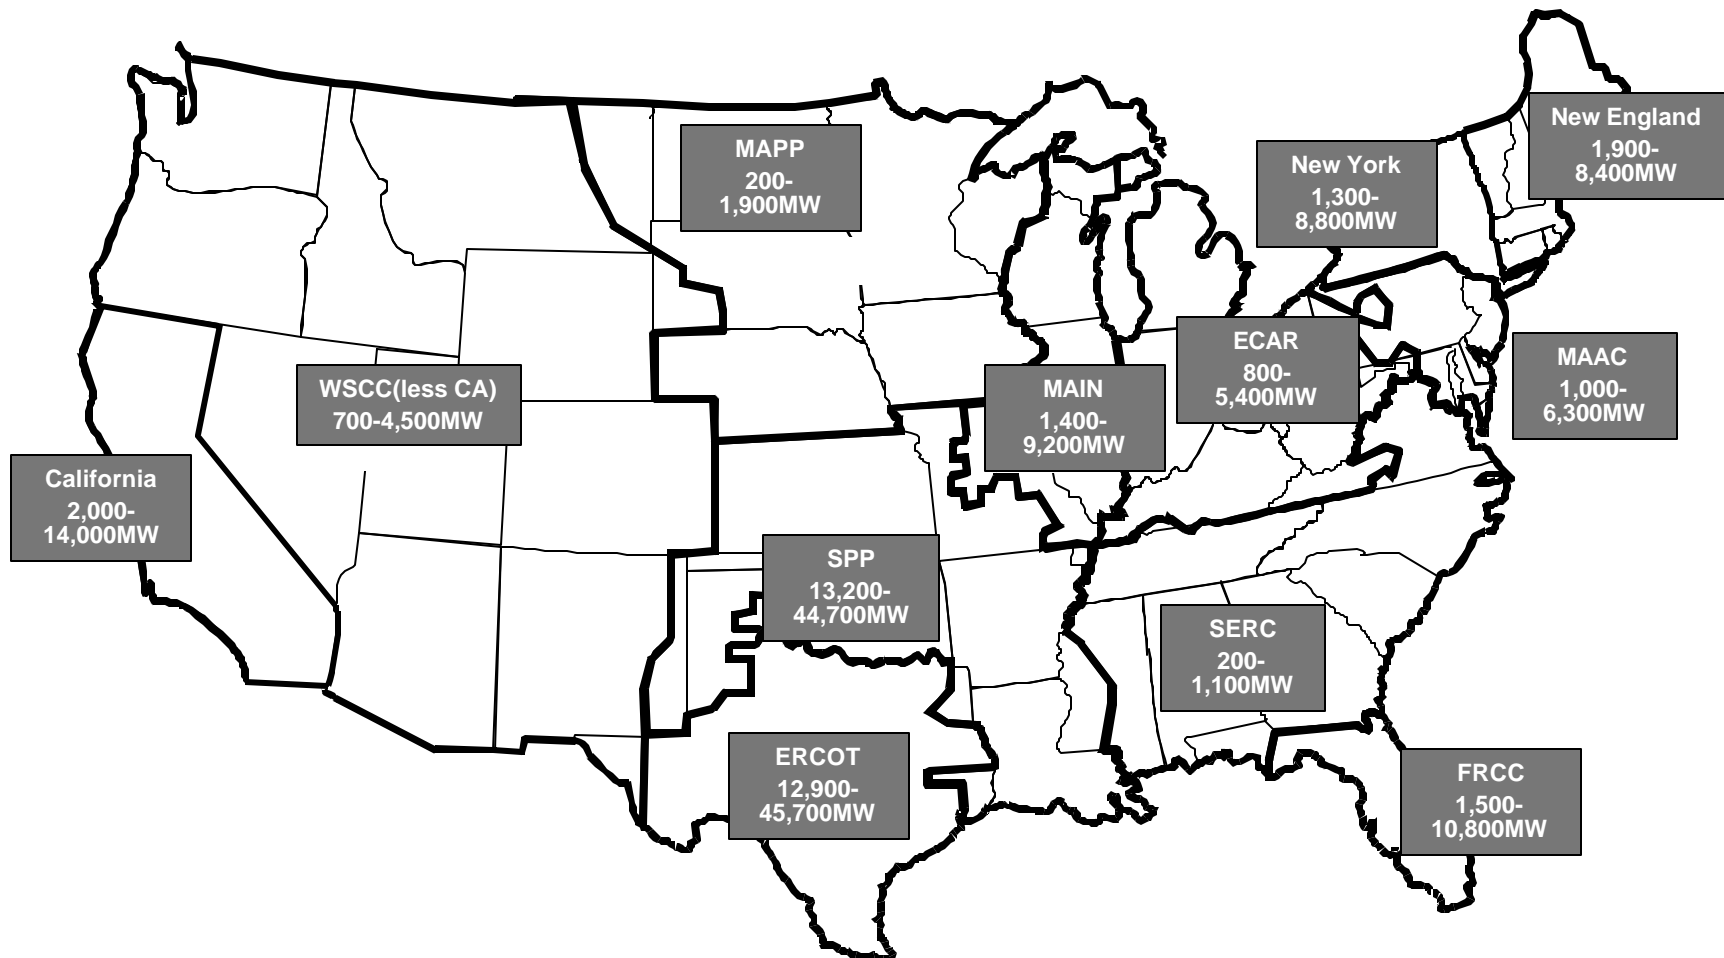 New England
1,900-
8,400MW
MAPP
200-
1,900MW
New York
1,300-
8,800MW
ECAR
800-
5,400MW
MAAC
1,000-
6,300MW
WSCC(less CA)
700-4,500MW
MAIN
1,400-
9,200MW
California
2,000-
14,000MW
SPP
13,200-
44,700MW
SERC
200-
1,100MW
ERCOT
12,900-
45,700MW
FRCC
1,500-
10,800MW